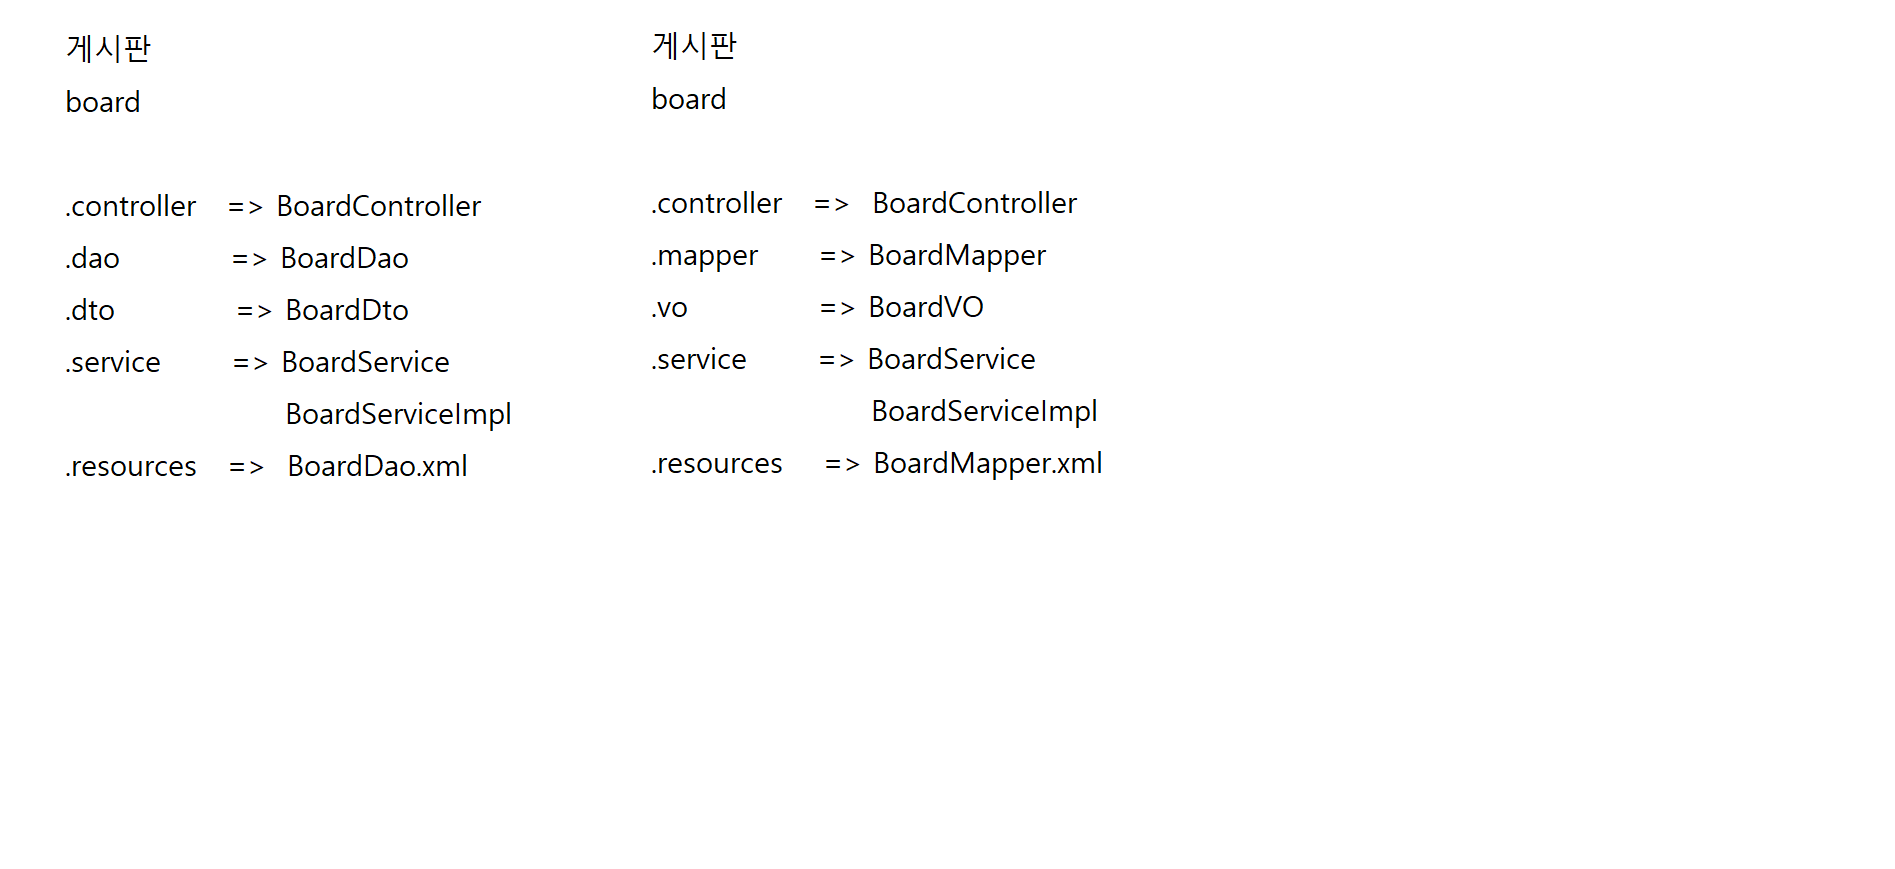 게시판
board
.controller => BoardController
.dao => BoardDao
.dto => BoardDto
.service => BoardService
BoardServiceImpl
.resources => BoardDao.xml
게시판
board
.controller => BoardController
.mapper => BoardMapper
.vo => BoardVO
.service => BoardService
BoardServiceImpl
.resources => BoardMapper.xml